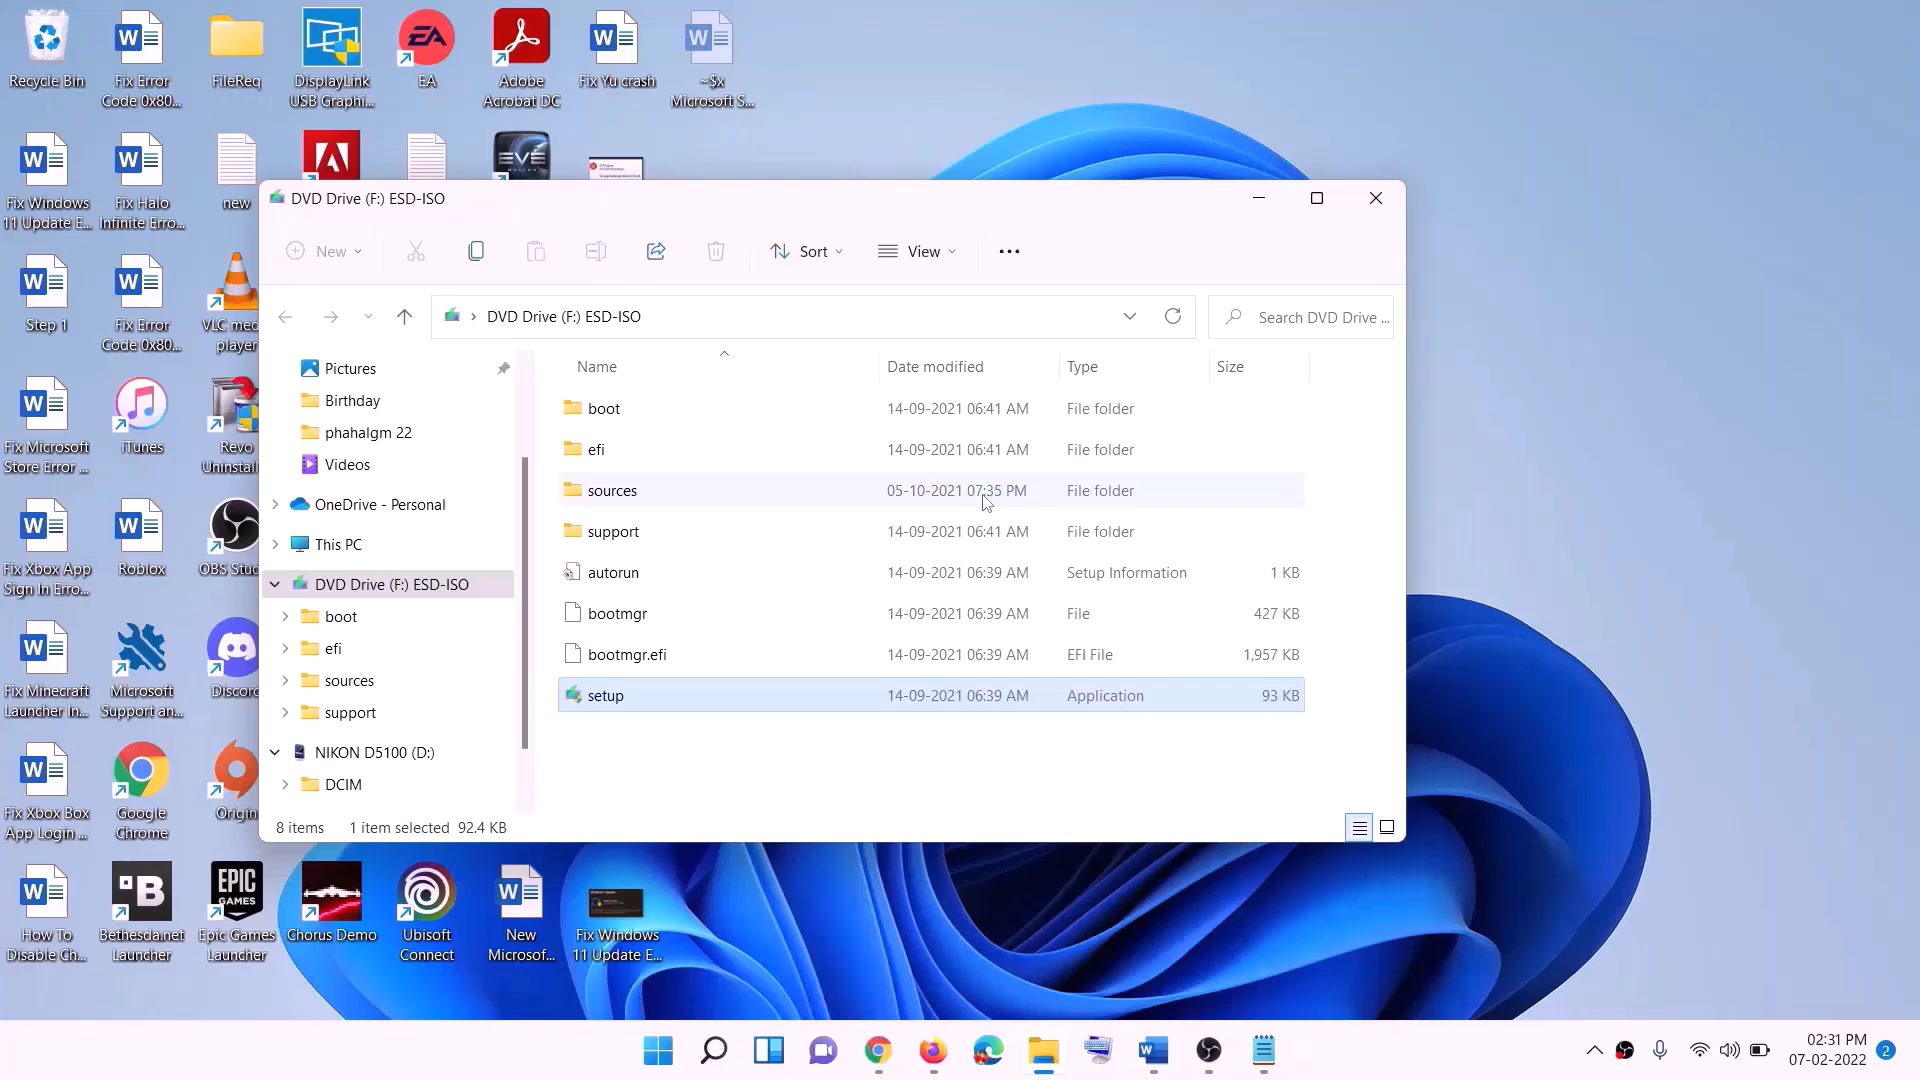 Recycle Bin
Fix Error
Code 0x80...
FileReq
DisplayLink
USB Graphi...
EA
Adobe
Acrobat DC
Fix Yu crash
~$x
Microsoft S...
Fix Windows
11 Update E...
Fix Halo
Infinite Erro...
new
EVE
DVD Drive (F:) ESD-ISO
New
Sort
View
DVD Drive (F:) ESD-ISO
Search DVD Drive ...
Step 1
Fix Error
Code 0x80...
VLC med
player
Pictures
Birthday
phahalgm 22
Videos
OneDrive - Personal
This PC
DVD Drive (F:) ESD-ISO
boot
efi
sources
support
NIKON D5100 (D:)
DCIM
Name Date modified Type Size
boot 14-09-2021 06:41 AM File folder
efi 14-09-2021 06:41 AM File folder
sources 05-10-2021 07:35 PM File folder
support 14-09-2021 06:41 AM File folder
autorun 14-09-2021 06:39 AM Setup Information 1 KB
bootmgr 14-09-2021 06:39 AM File 427 KB
bootmgr.efi 14-09-2021 06:39 AM EFI File 1,957 KB
setup 14-09-2021 06:39 AM Application 93 KB
8 items 1 item selected 92.4 KB
Fix Microsoft
Store Error ...
iTunes
Revo
Uninstall
Fix Xbox App
Sign In Erro...
Roblox
OBS Stud
Fix Minecraft
Launcher In...
Microsoft
Support an...
Discord
Fix Xbox Box
App Login ...
Google
Chrome
Origin
How To
Disable Ch...
Bethesda.net
Launcher
EPIC
GAMES
Epic Games
Launcher
Chorus Demo
Ubisoft
Connect
New
Microsof...
Fix Windows
11 Update E...
02:31 PM
07-02-2022
2